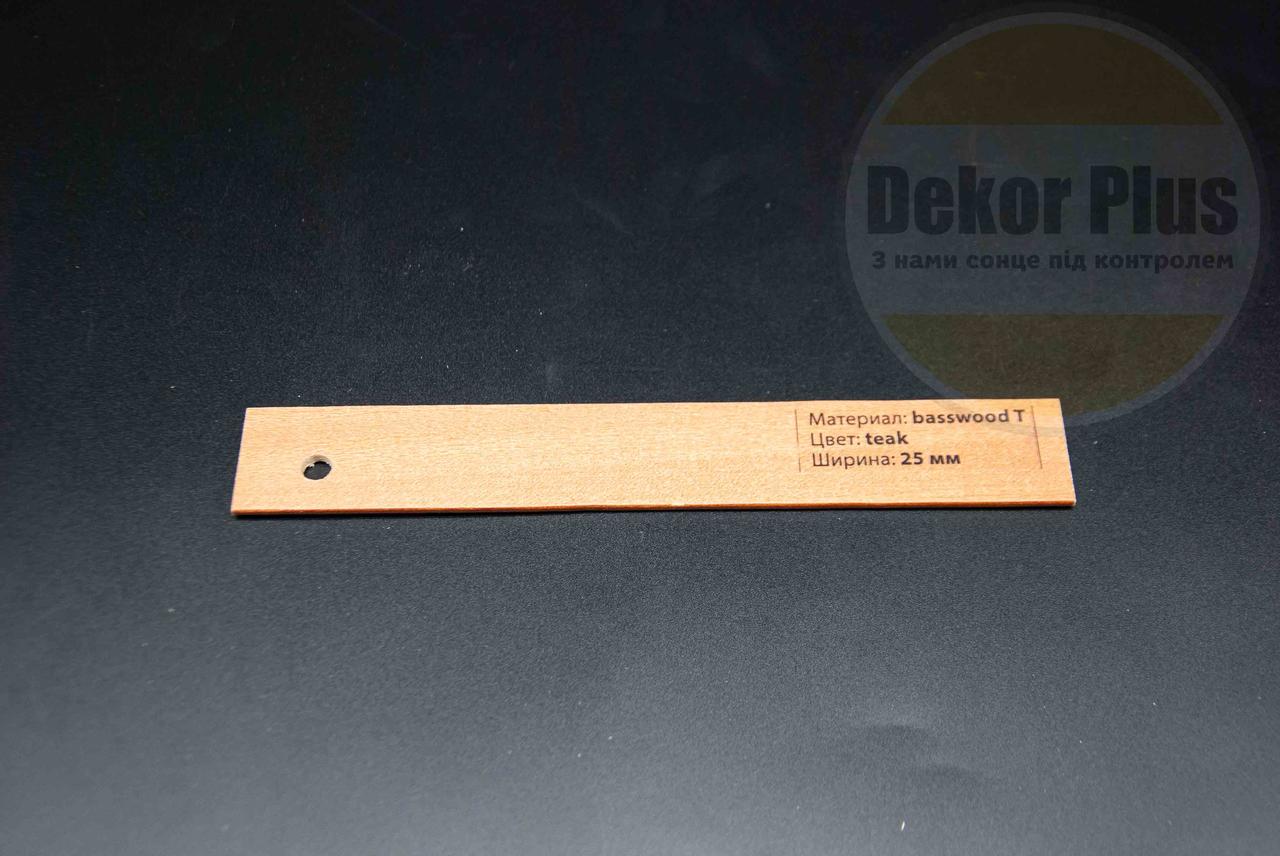 Dekor Plus
З нами сонце під контролем
Материал: basswood T
Цвет: teak
Ширина: 25 мм